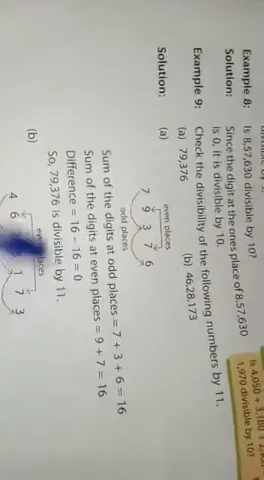 Is 4,050 + 3,180 +
1,970 divisible by 10?
Example 8: Is 8,57,630 divisible by 10?
Solution: Since the digit at the ones place of 8,57,630
is 0, it is divisible by 10.
Example 9: Check the divisibility of the following numbers by 11.
(a) 79,376 (b) 46,28,173
Solution: (a)
even places
7 9 3 7 6
odd places
Sum of the digits at odd places = 7 + 3 + 6 = 16
Sum of the digits at even places = 9 + 7 = 16
Difference = 16 - 16 = 0
So, 79,376 is divisible by 11.
(b)
even places
4 6 1 7 3